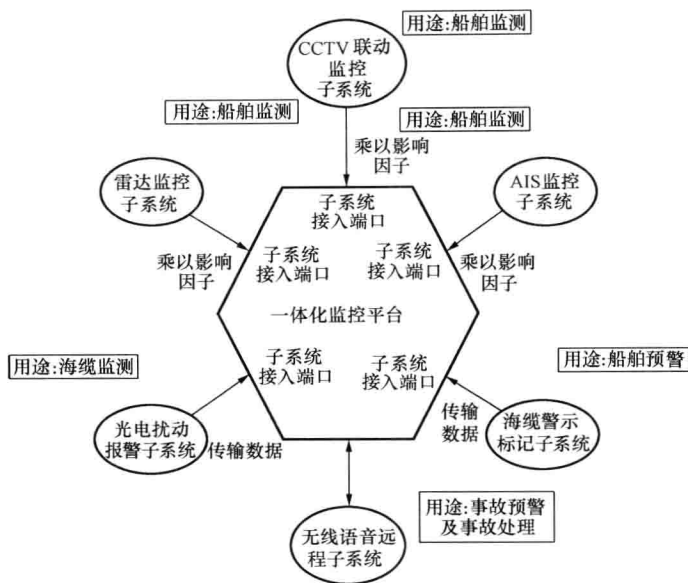 用途:船舶监测
CCTV 联动
监控
子系统
用途:船舶监测
用途:船舶监测
乘以影响
因子
雷达监控
子系统
AIS监控
子系统
子系统
接入端口
子系统
接入端口
子系统
接入端口
乘以影响
因子
乘以影响
因子
一体化监控平台
用途:海缆监测
子系统
接入端口
子系统
接入端口
用途:船舶预警
光电扰动
报警子系统
传输数据
传输
数据
海缆警示
标记子系统
用途:事故预警
及事故处理
无线语音远
程子系统